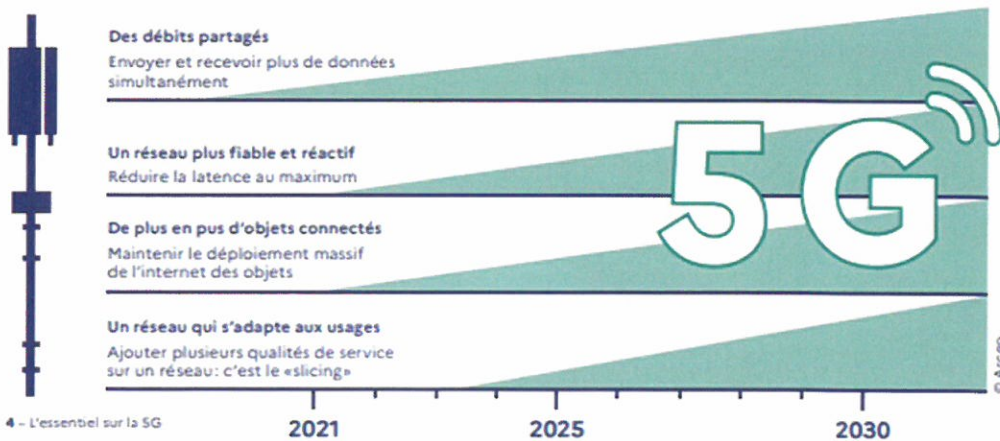 Des débits partagés
Envoyer et recevoir plus de données
simultanément
Un réseau plus fiable et réactif
Réduire la latence au maximum
De plus en pus d'objets connectés
Maintenir le déploiement massif
de l'internet des objets
Un réseau qui s'adapte aux usages
Ajouter plusieurs qualités de service
sur un réseau: c'est le «slicing»
5G
© Arcep
4 – L'essentiel sur la 5G
2021
2025
2030